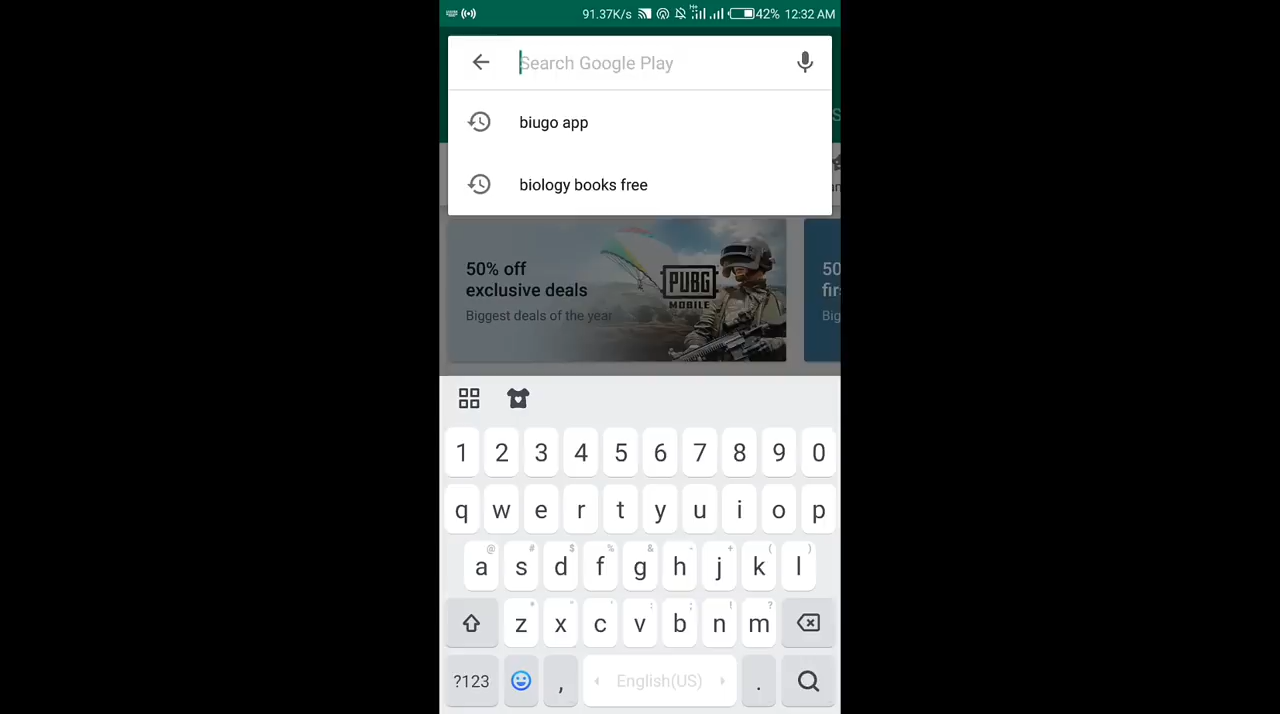 91.37K/s 42% 12:32 AM
Search Google Play
biugo app
biology books free
50% off
exclusive deals
Biggest deals of the year
PUBG
MOBILE
50
fir
Big
1 2 3 4 5 6 7 8 9 0
q w e r t y u i o p
@ # $ % & - + ( )
a s d f g h j k l
z x c v b n m
?123 , English(US) .